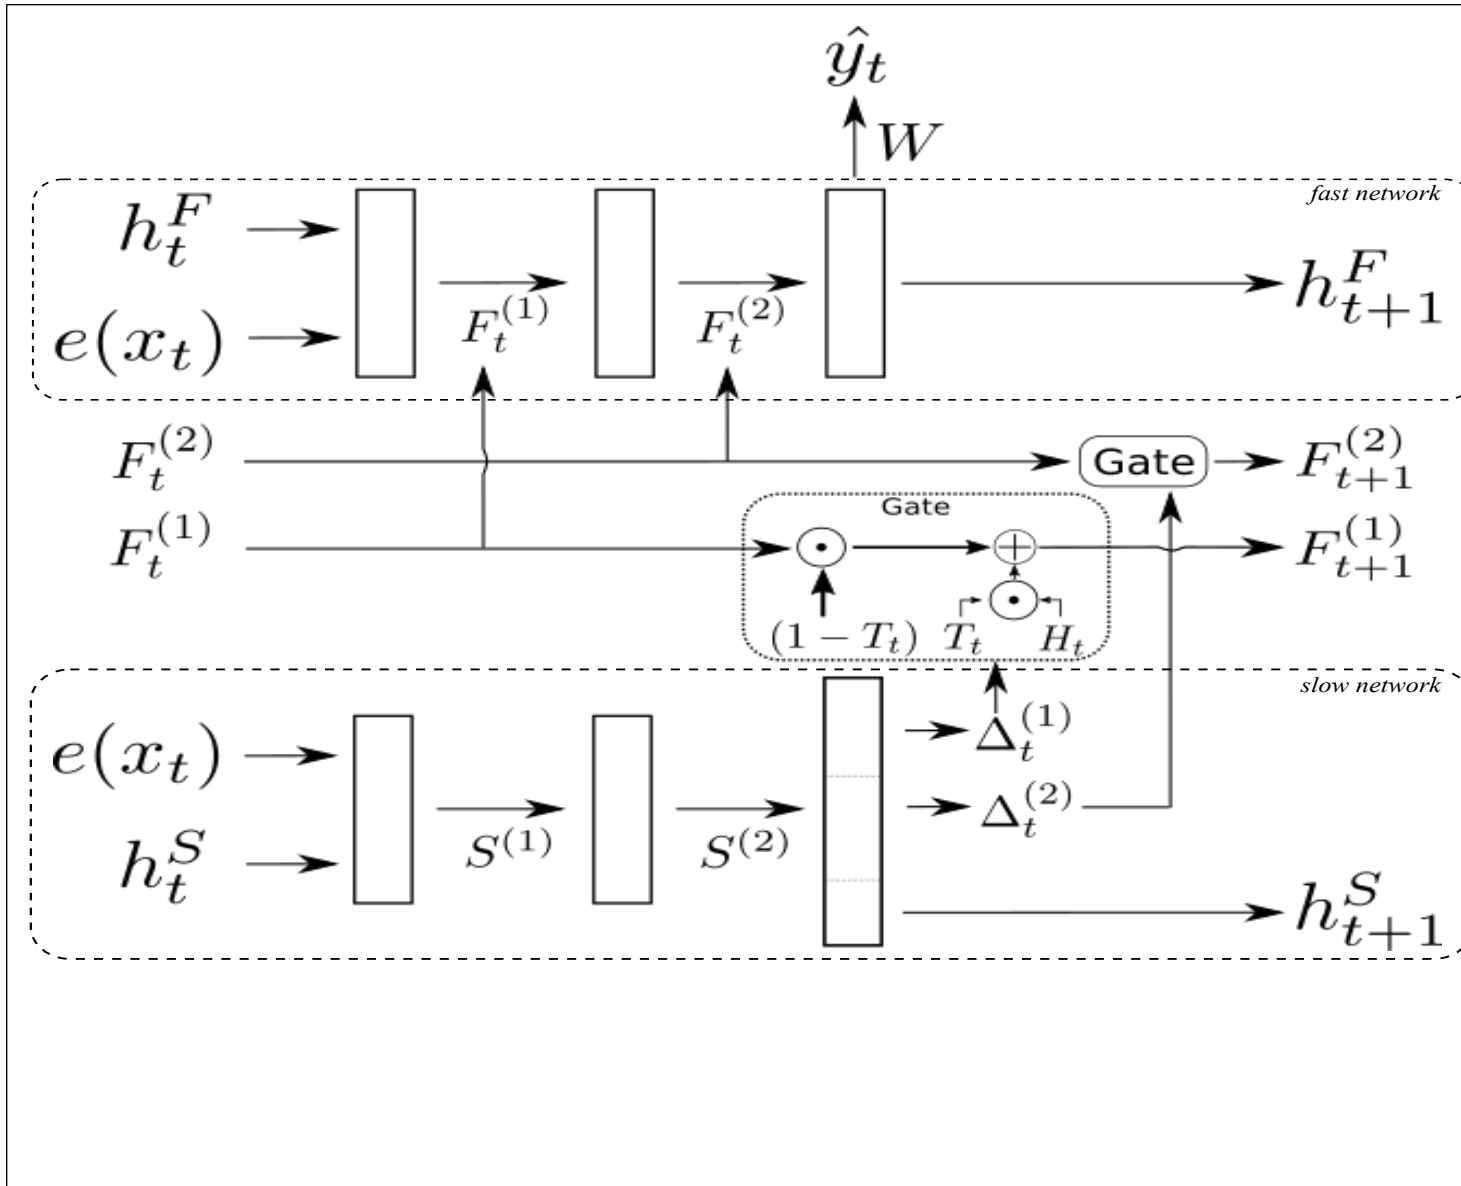 ŷ_t
W
fast network
h_t^F
e(x_t)
F_t^{(1)}
F_t^{(2)}
h_{t+1}^F
F_t^{(2)}
Gate
F_{t+1}^{(2)}
Gate
F_t^{(1)}
F_{t+1}^{(1)}
(1 − T_t)
T_t
H_t
slow network
e(x_t)
h_t^S
S^{(1)}
S^{(2)}
Δ_t^{(1)}
Δ_t^{(2)}
h_{t+1}^S